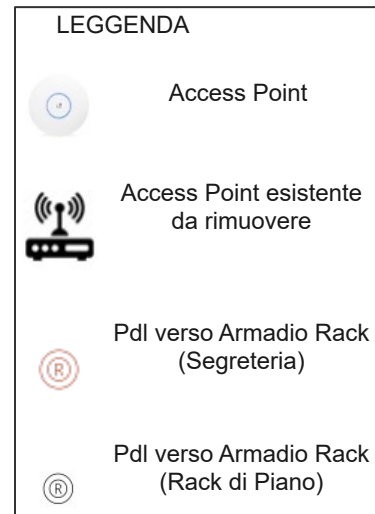 LEGGENDA
Access Point
Access Point esistente
da rimuovere
R
Pdl verso Armadio Rack
(Segreteria)
R
Pdl verso Armadio Rack
(Rack di Piano)